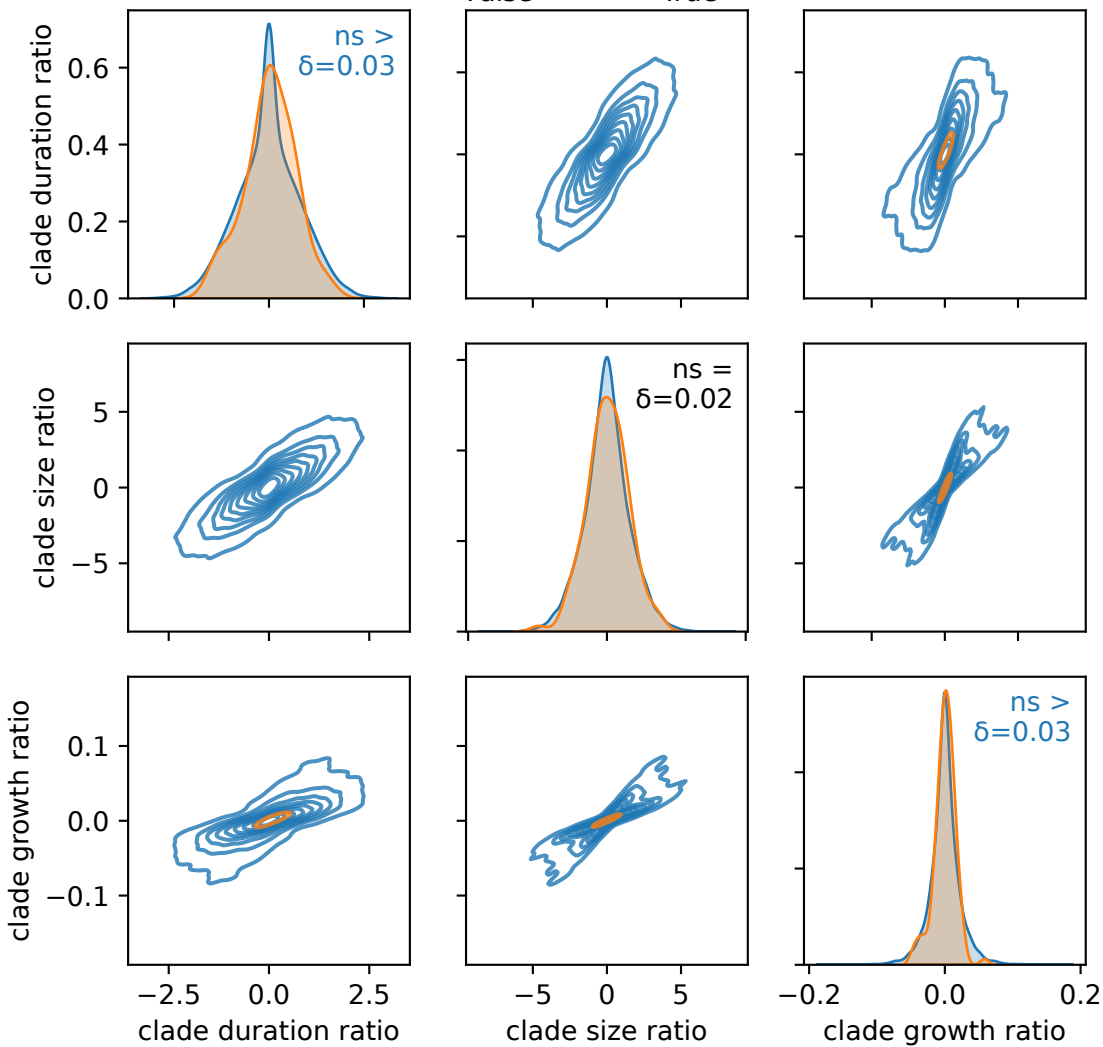 clade duration ratio
0.6
0.4
0.2
0.0
ns >
δ=0.03
clade size ratio
5
0
−5
ns =
δ=0.02
clade growth ratio
0.1
0.0
−0.1
ns >
δ=0.03
−2.5 0.0 2.5
−5 0 5
−0.2 0.0 0.2
clade duration ratio
clade size ratio
clade growth ratio